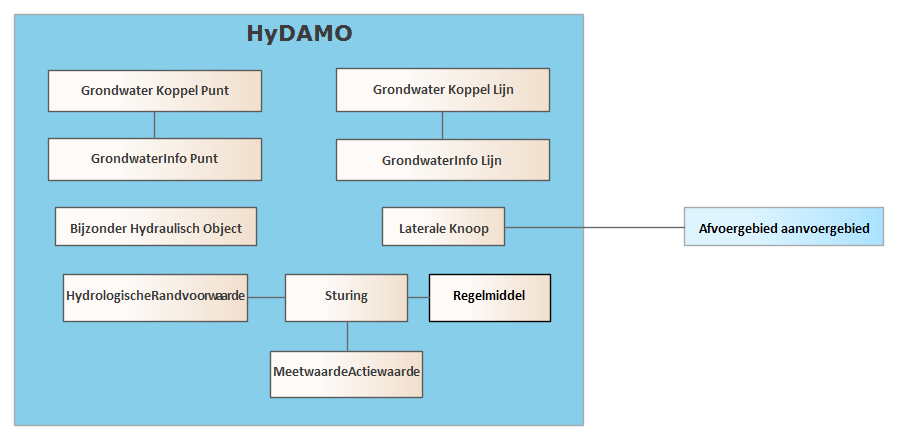 HyDAMO
Grondwater Koppel Punt
Grondwater Koppel Lijn
GrondwaterInfo Punt
GrondwaterInfo Lijn
Bijzonder Hydraulisch Object
Laterale Knoop
Afvoergebied aanvoergebied
HydrologischeRandvoorwaarde
Sturing
Regelmiddel
MeetwaardeActiewaarde